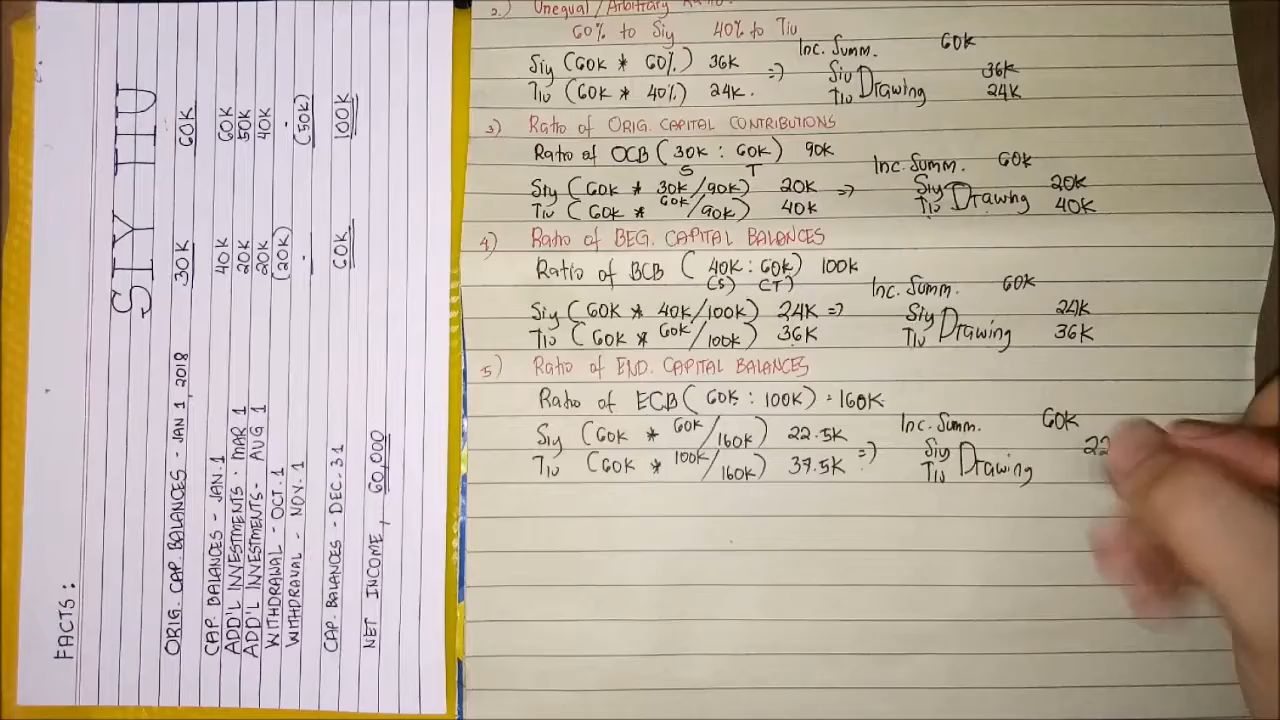 FACTS:
SIY TIU
ORIG. CAP. BALANCES - JAN 1, 2018 30K 60K
CAP. BALANCES - JAN. 1 40K 60K
ADD'L INVESTMENTS - MAR 1 20K 50K
ADD'L INVESTMENTS - AUG 1 20K 40K
WITHDRAWAL - OCT. 1 (20K) -
WITHDRAWAL - NOV. 1 - (50K)
CAP. BALANCES - DEC. 31 60K 100K
NET INCOME, 60,000
2.) Unequal/Arbitrary
60% to Siy 40% to Tiu
Inc. Summ. 60K
Siy (60K * 60%) 36K => Siy Drawing 36K
Tiu (60K * 40%) 24K. Tiu 24K
3) Ratio of ORIG. CAPITAL CONTRIBUTIONS
Ratio of OCB (30K : 60K) 90K
S T
Inc. Summ. 60K
Siy (60K * 30K/90K) 20K => Siy Drawing 20K
Tiu (60K * 60K/90K) 40K Tiu 40K
4) Ratio of BEG. CAPITAL BALANCES
Ratio of BCB (40K : 60K) 100K
(S) (T)
Inc. Summ. 60K
Siy (60K * 40K/100K) 24K => Siy Drawing 24K
Tiu (60K * 60K/100K) 36K Tiu 36K
5) Ratio of END. CAPITAL BALANCES
Ratio of ECB (60K : 100K) = 160K
Inc. Summ. 60K
Siy (60K * 60K/160K) 22.5K => Siy Drawing 22
Tiu (60K * 100K/160K) 37.5K Tiu